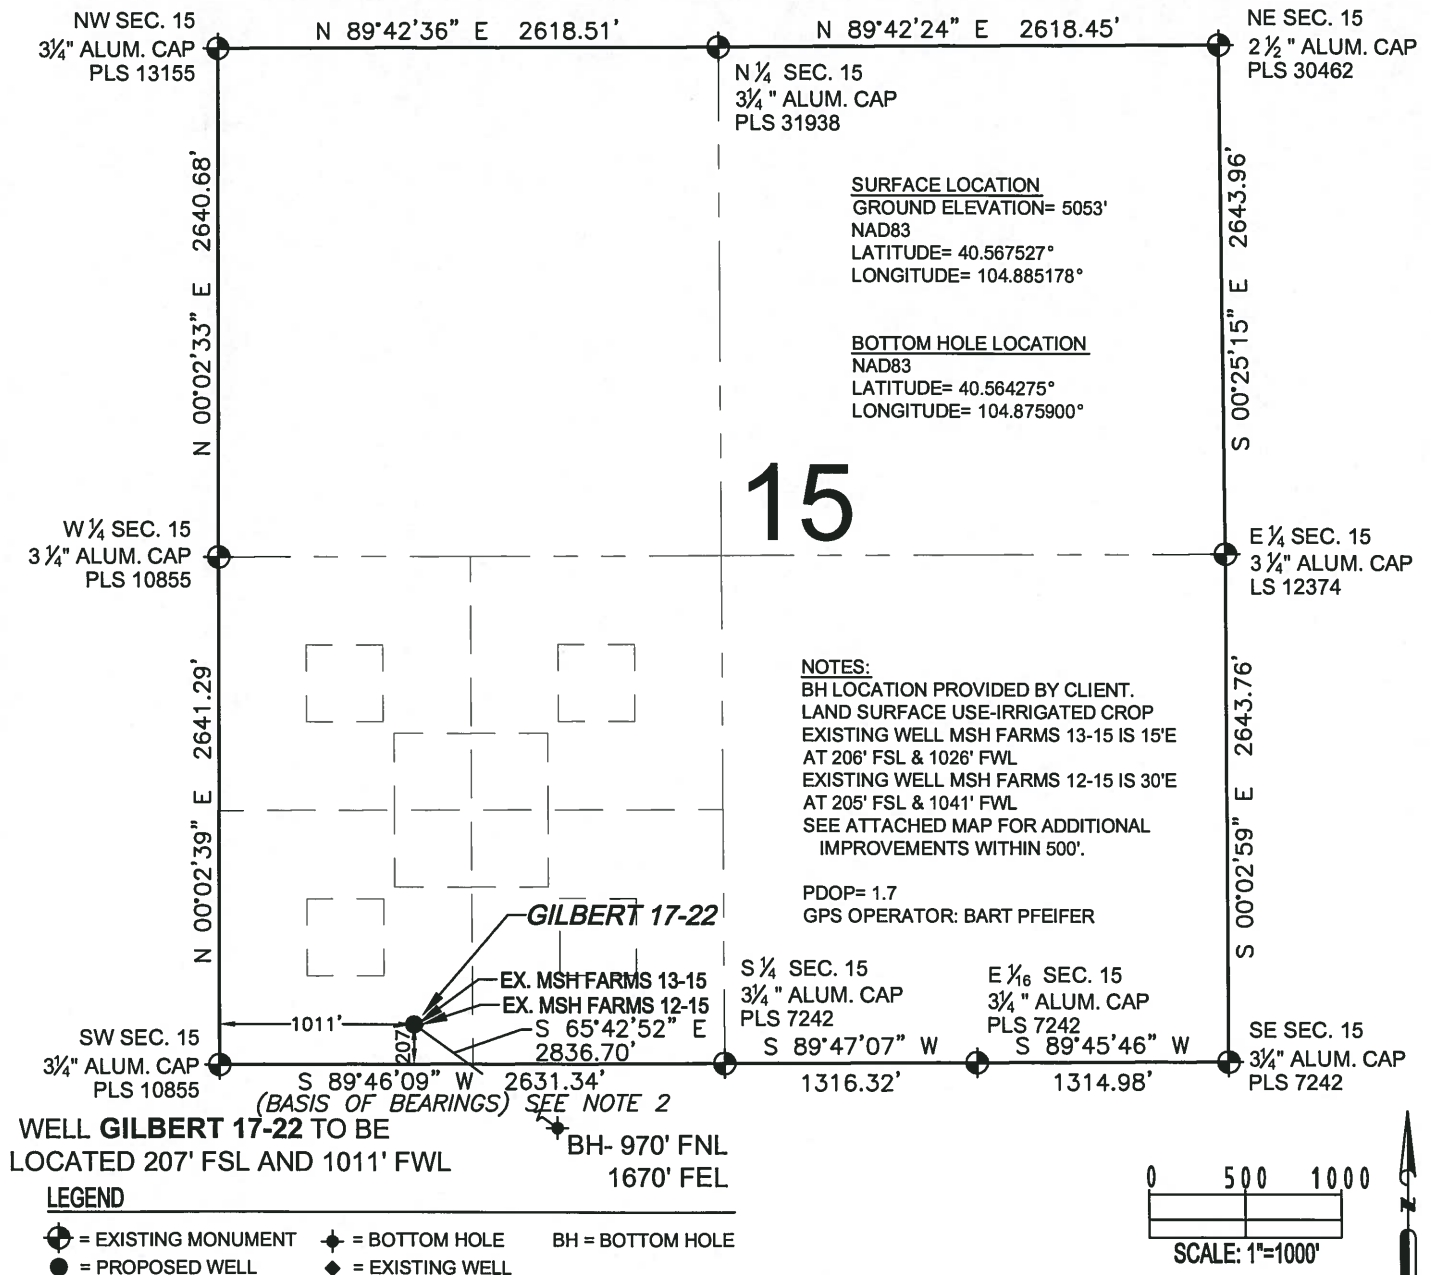 NW SEC. 15
3¼" ALUM. CAP
PLS 13155
N 89°42'36" E 2618.51'
N 89°42'24" E 2618.45'
NE SEC. 15
2 ½" ALUM. CAP
PLS 30462
N ¼ SEC. 15
3¼" ALUM. CAP
PLS 31938
N 00°02'33" E 2640.68'
S 00°25'15" E 2643.96'
SURFACE LOCATION
GROUND ELEVATION= 5053'
NAD83
LATITUDE= 40.567527°
LONGITUDE= 104.885178°
BOTTOM HOLE LOCATION
NAD83
LATITUDE= 40.564275°
LONGITUDE= 104.875900°
15
W ¼ SEC. 15
3 ¼" ALUM. CAP
PLS 10855
E ¼ SEC. 15
3 ¼" ALUM. CAP
LS 12374
N 00°02'39" E 2641.29'
S 00°02'59" E 2643.76'
NOTES:
BH LOCATION PROVIDED BY CLIENT.
LAND SURFACE USE-IRRIGATED CROP
EXISTING WELL MSH FARMS 13-15 IS 15'E
AT 206' FSL & 1026' FWL
EXISTING WELL MSH FARMS 12-15 IS 30'E
AT 205' FSL & 1041' FWL
SEE ATTACHED MAP FOR ADDITIONAL
IMPROVEMENTS WITHIN 500'.
PDOP= 1.7
GPS OPERATOR: BART PFEIFER
GILBERT 17-22
EX. MSH FARMS 13-15
EX. MSH FARMS 12-15
S 65°42'52" E
2836.70'
1011'
207'
S ¼ SEC. 15
3¼" ALUM. CAP
PLS 7242
E 1⁄16 SEC. 15
3¼" ALUM. CAP
PLS 7242
SW SEC. 15
3¼" ALUM. CAP
PLS 10855
SE SEC. 15
3¼" ALUM. CAP
PLS 7242
S 89°46'09" W 2631.34'
(BASIS OF BEARINGS) SEE NOTE 2
S 89°47'07" W
1316.32'
S 89°45'46" W
1314.98'
WELL GILBERT 17-22 TO BE
LOCATED 207' FSL AND 1011' FWL
BH- 970' FNL
1670' FEL
LEGEND
= EXISTING MONUMENT
= BOTTOM HOLE
BH = BOTTOM HOLE
= PROPOSED WELL
= EXISTING WELL
0 500 1000
SCALE: 1"=1000'
N